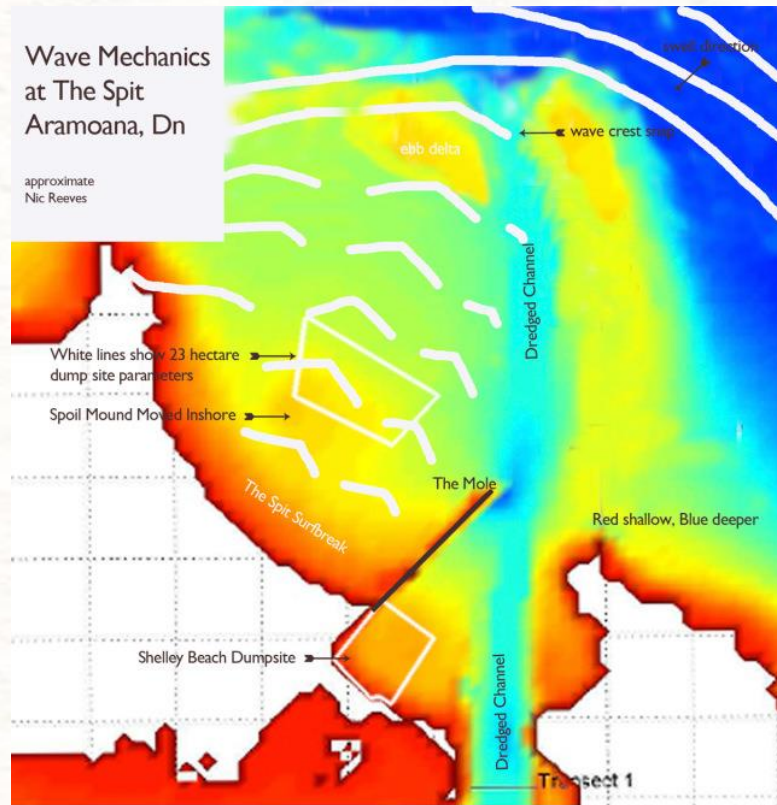 Wave Mechanics
at The Spit
Aramoana, Dn
approximate
Nic Reeves
swell direction
wave crest snap
ebb delta
Dredged Channel
White lines show 23 hectare
dump site parameters
Spoil Mound Moved Inshore
The Mole
The Spit Surfbreak
Red shallow, Blue deeper
Shelley Beach Dumpsite
Dredged Channel
Transect 1